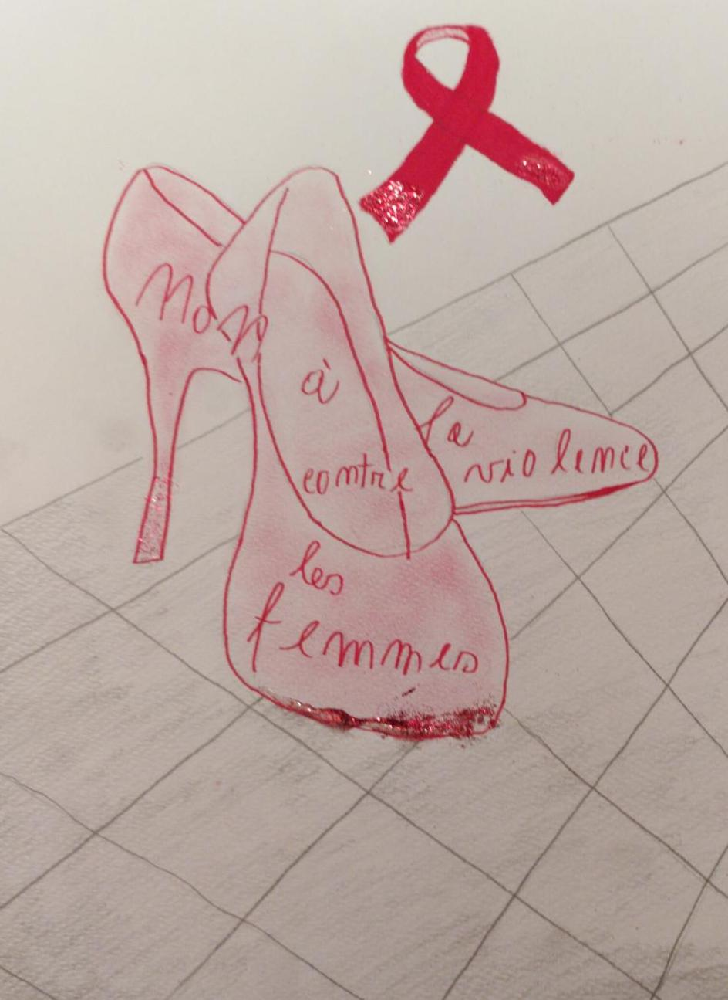 Non
à
la
violence
contre
les
femmes